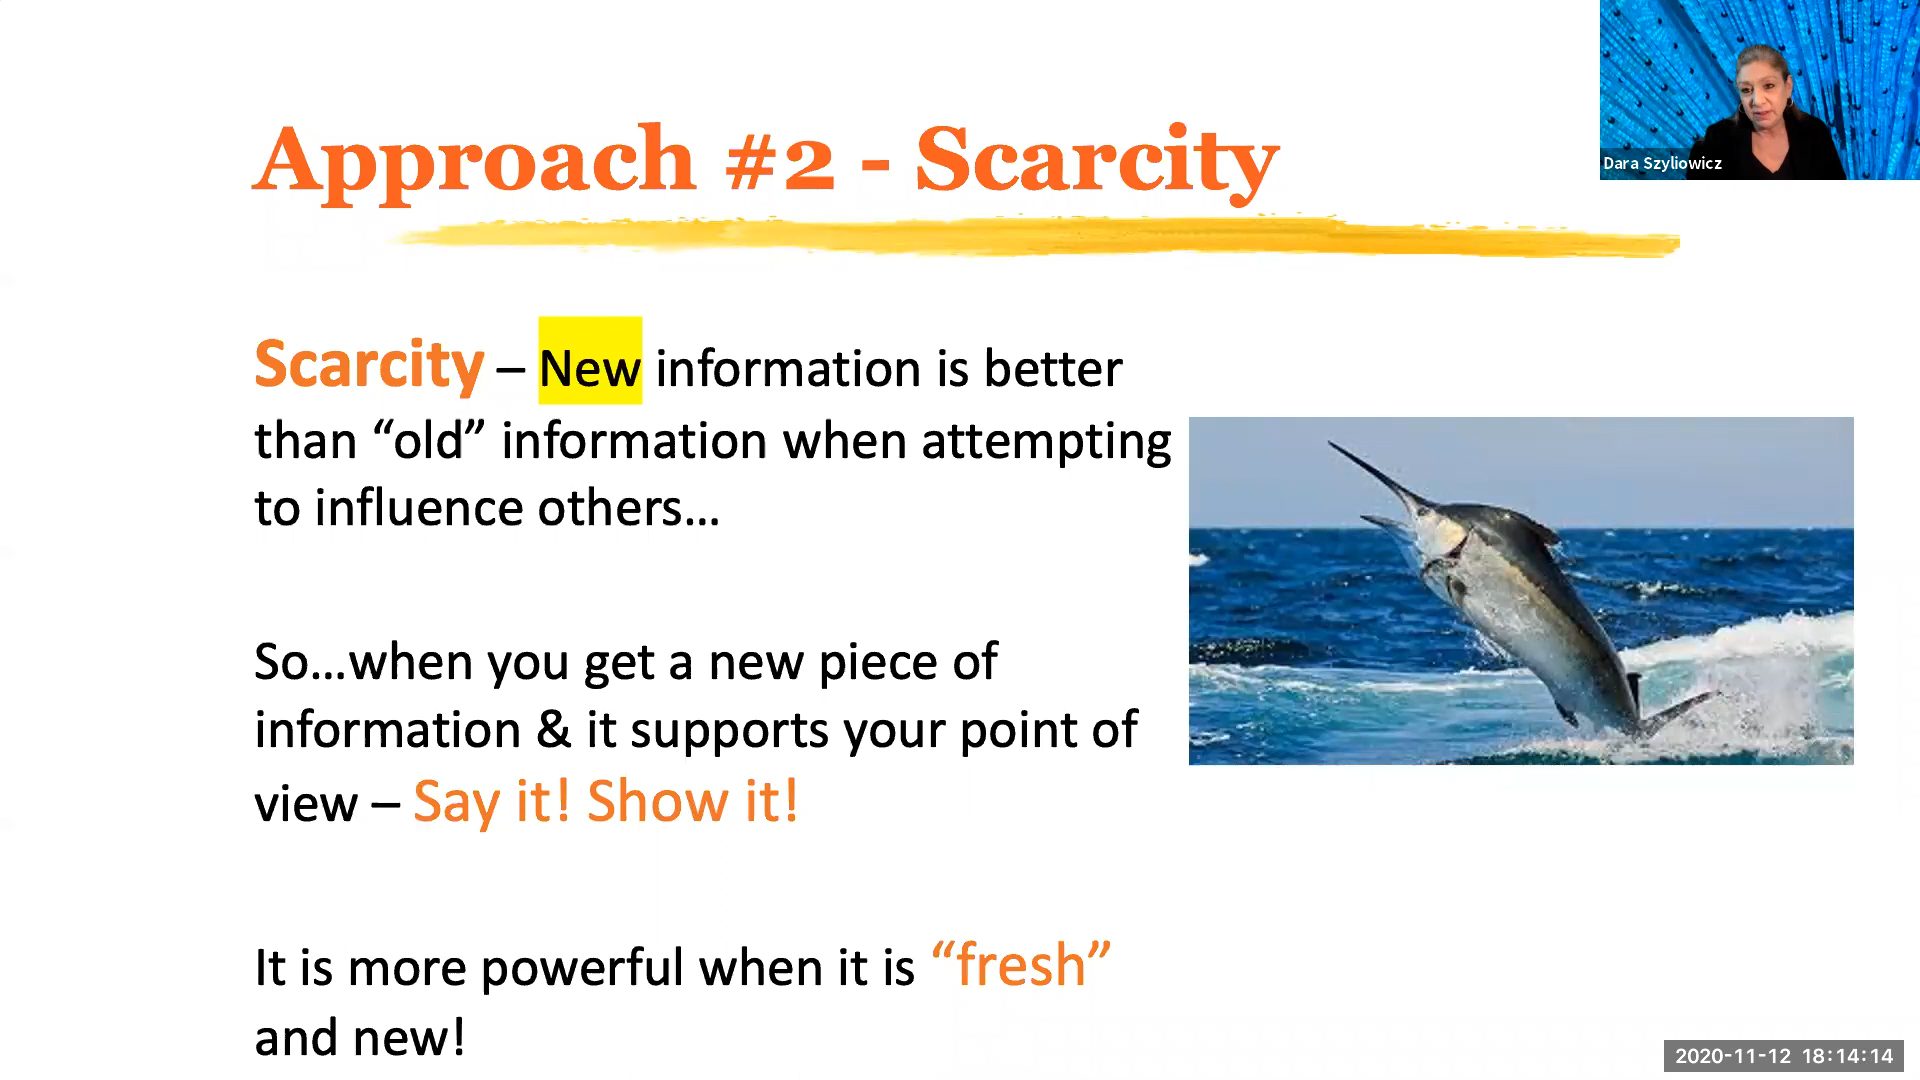 Approach #2 - Scarcity
Dara Szyliowicz
Scarcity – New information is better
than “old” information when attempting
to influence others...
So...when you get a new piece of
information & it supports your point of
view – Say it! Show it!
It is more powerful when it is “fresh”
and new!
2020-11-12 18:14:14